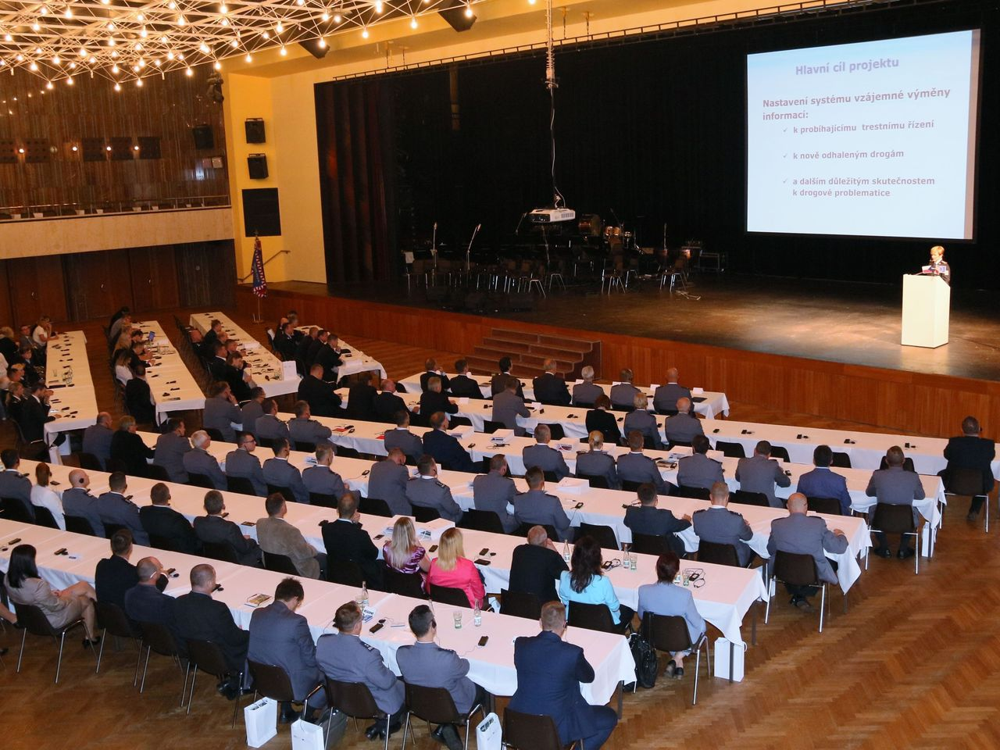 Hlavní cíl projektu
Nastavení systému vzájemné výměny
informací:
✓ k probíhajícímu trestnímu řízení
✓ k nově odhaleným drogám
✓ a dalším důležitým skutečnostem
k drogové problematice